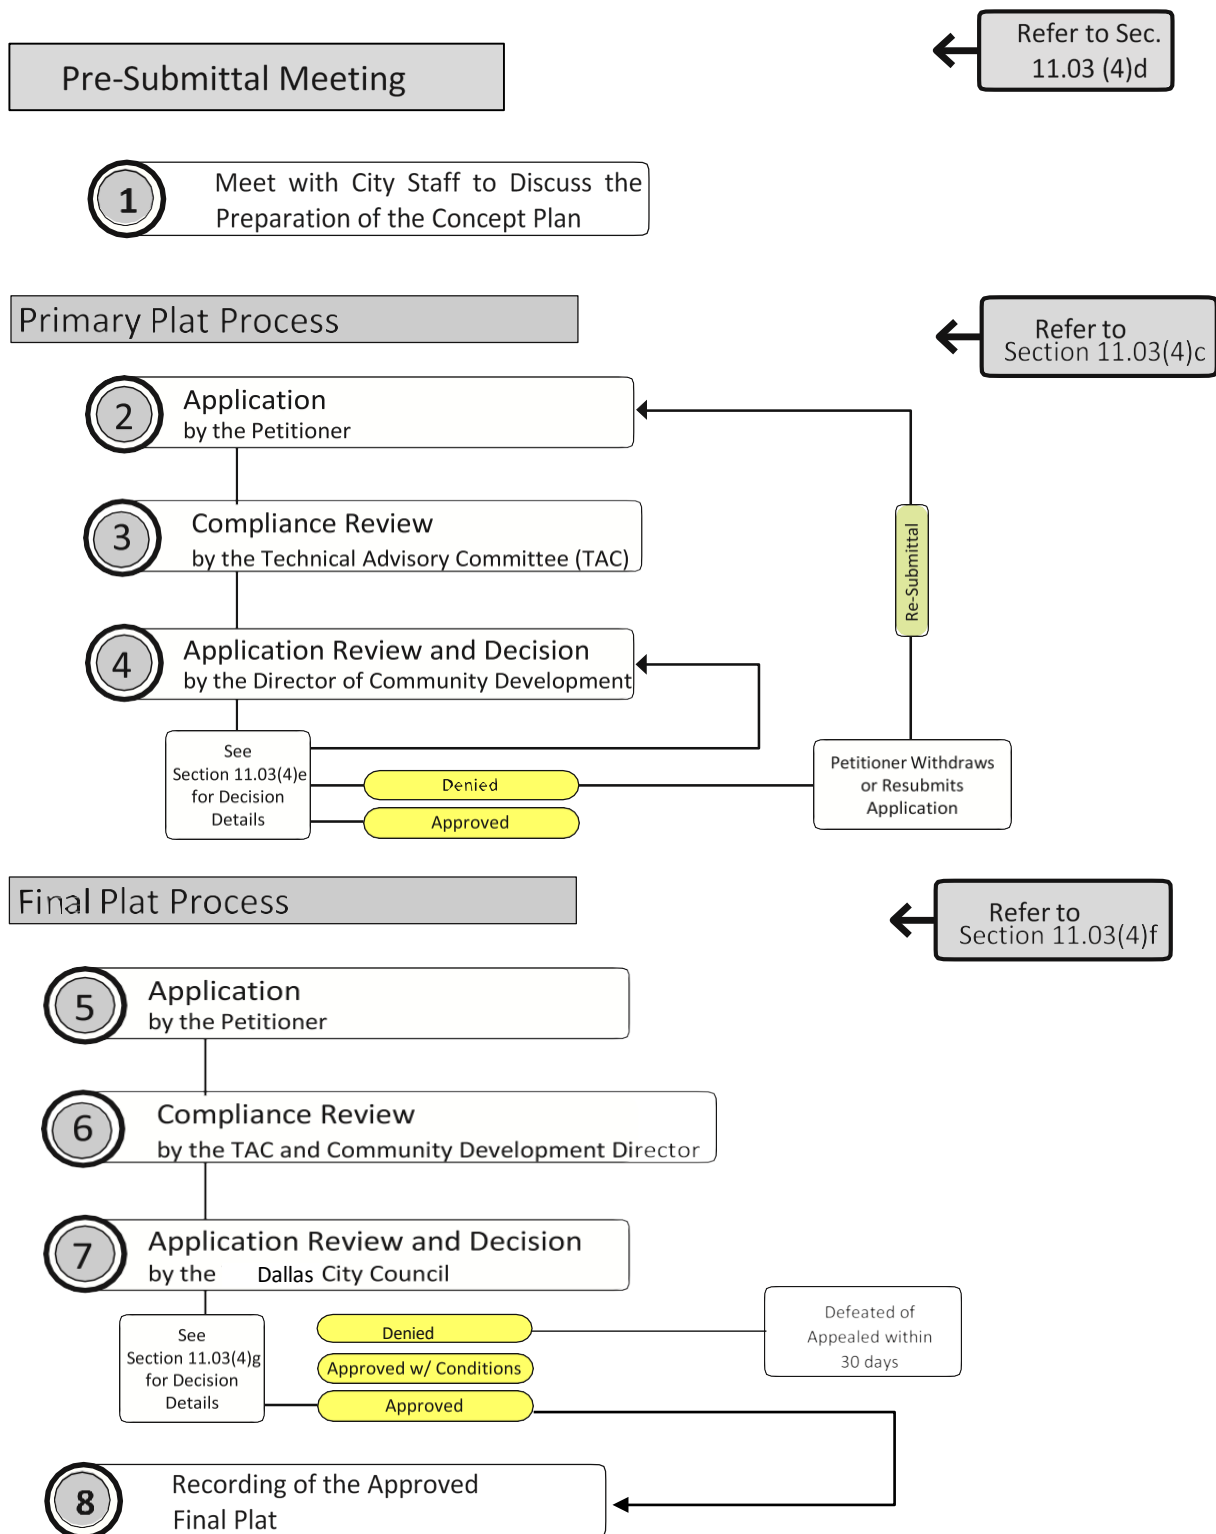 Refer to Sec.
11.03 (4)d
Pre-Submittal Meeting
1
Meet with City Staff to Discuss the
Preparation of the Concept Plan
Primary Plat Process
Refer to
Section 11.03(4)c
2
Application
by the Petitioner
3
Compliance Review
by the Technical Advisory Committee (TAC)
Re-Submittal
4
Application Review and Decision
by the Director of Community Development
See
Section 11.03(4)e
for Decision
Details
Denied
Approved
Petitioner Withdraws
or Resubmits
Application
Final Plat Process
Refer to
Section 11.03(4)f
5
Application
by the Petitioner
6
Compliance Review
by the TAC and Community Development Director
7
Application Review and Decision
by the Dallas City Council
See
Section 11.03(4)g
for Decision
Details
Denied
Approved w/ Conditions
Approved
Defeated of
Appealed within
30 days
8
Recording of the Approved
Final Plat